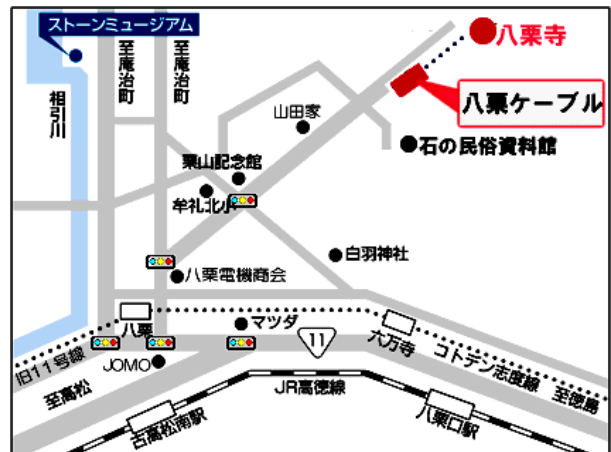 ストーンミュージアム
八栗寺
至庵治町
至庵治町
相引川
八栗ケーブル
山田家
石の民俗資料館
栗山記念館
牟礼北小
白羽神社
八栗電機商会
八栗
マツダ
11
六万寺
旧11号線
コトデン志度線
至徳島
JOMO
至高松
JR高徳線
古高松南駅
八栗口駅